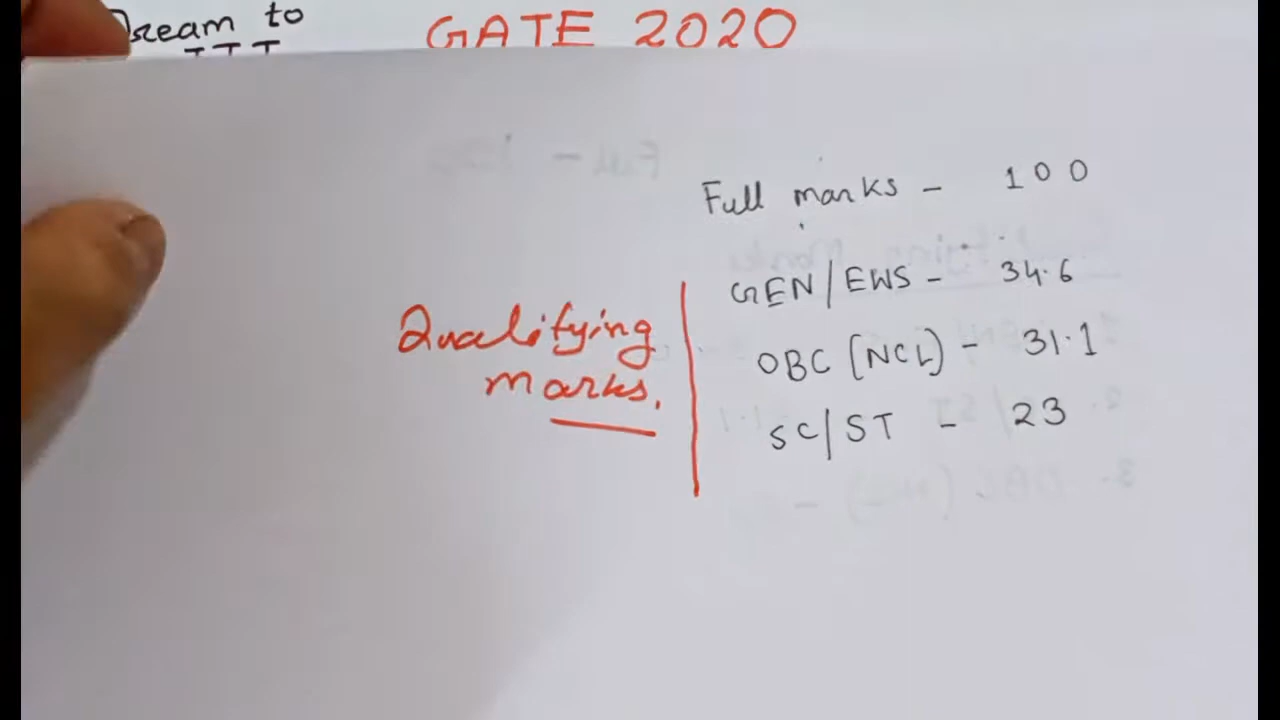 Dream to
IIT
GATE 2020
Full marks - 100
GEN/EWS - 34.6
OBC (NCL) - 31.1
SC/ST - 23
Qualifying
marks.